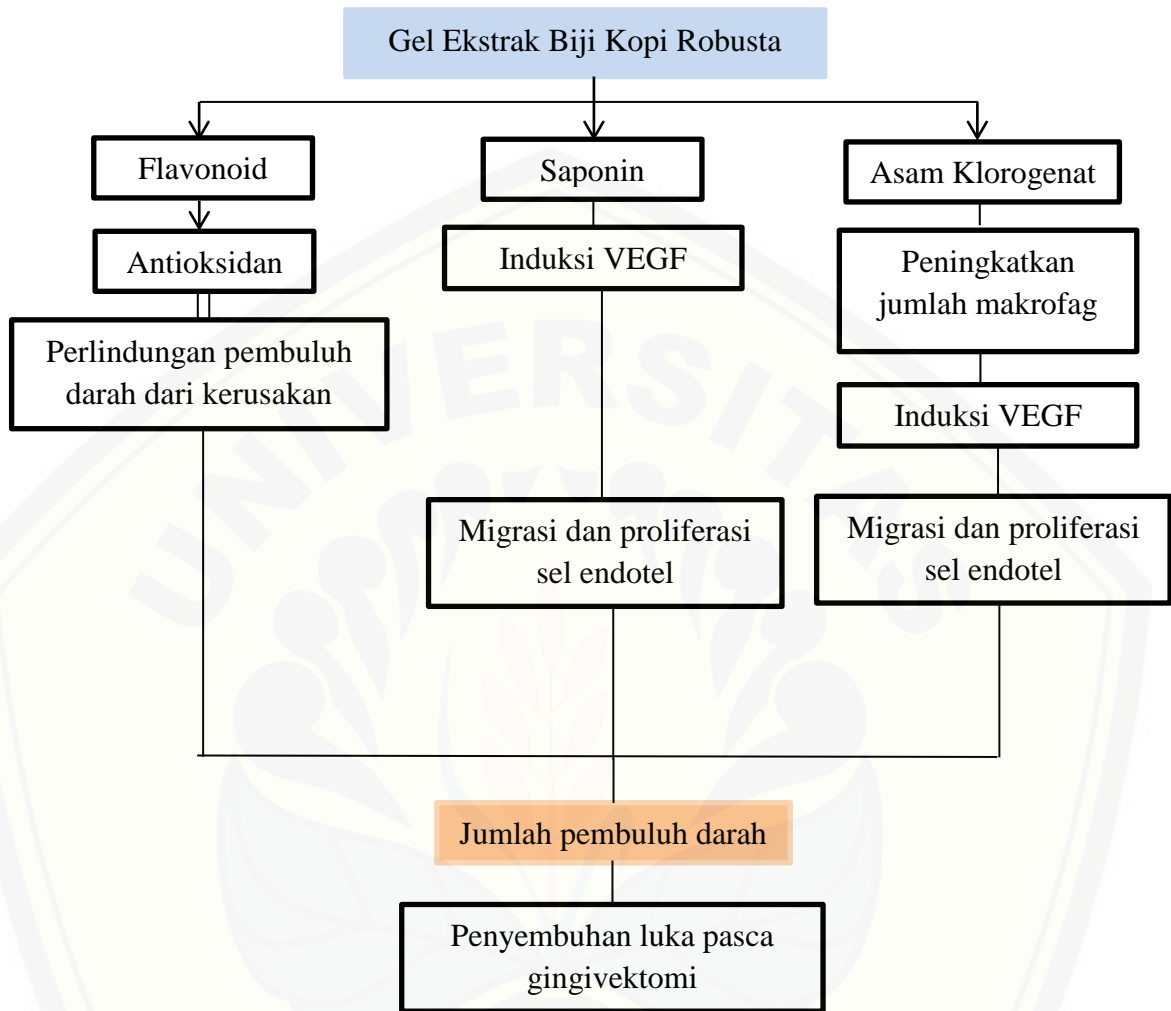 Gel Ekstrak Biji Kopi Robusta
Flavonoid
Saponin
Asam Klorogenat
Antioksidan
Induksi VEGF
Peningkatkan
jumlah makrofag
Perlindungan pembuluh
darah dari kerusakan
Induksi VEGF
Migrasi dan proliferasi
sel endotel
Migrasi dan proliferasi
sel endotel
Jumlah pembuluh darah
Penyembuhan luka pasca
gingivektomi
UNIVERSITAS